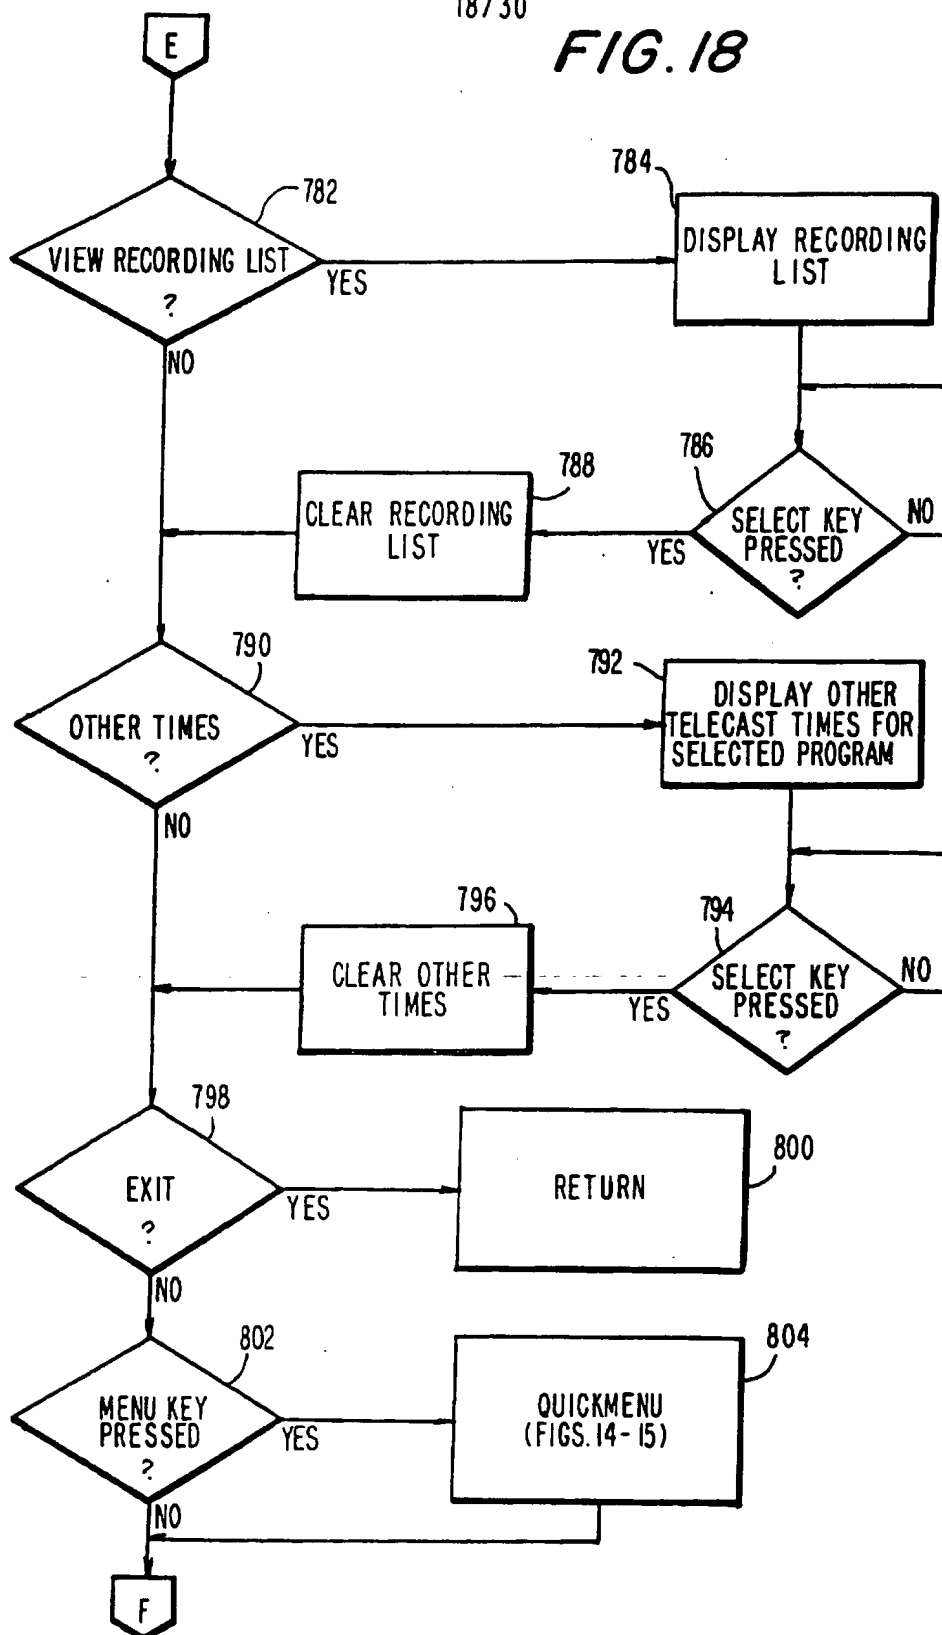 18/30
FIG. 18
E
782
VIEW RECORDING LIST
?
YES
NO
784
DISPLAY RECORDING
LIST
786
SELECT KEY
PRESSED
?
NO
YES
788
CLEAR RECORDING
LIST
790
OTHER TIMES
?
YES
NO
792
DISPLAY OTHER
TELECAST TIMES FOR
SELECTED PROGRAM
794
SELECT KEY
PRESSED
?
NO
YES
796
CLEAR OTHER
TIMES
798
EXIT
?
YES
NO
800
RETURN
802
MENU KEY
PRESSED
?
YES
NO
804
QUICKMENU
(FIGS. 14-15)
F